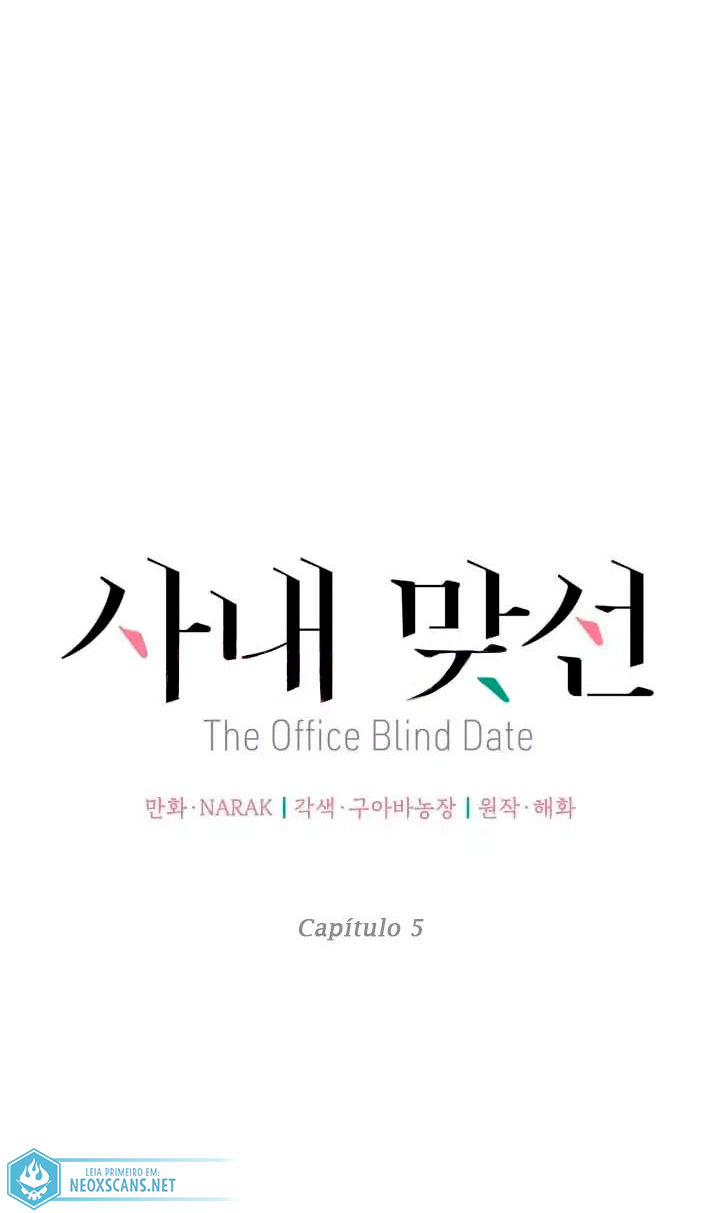 사내 맞선
The Office Blind Date
만화·NARAK | 각색·구아바농장 | 원작·해화
Capítulo 5
LEIA PRIMEIRO EM:
NEOXSCANS.NET